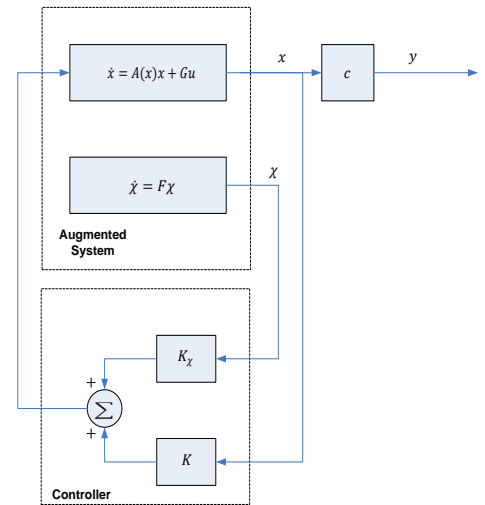 ẋ = A(x)x + Gu
x
c
y
χ̇ = Fχ
χ
Augmented
System
K_χ
+
∑
+
K
Controller